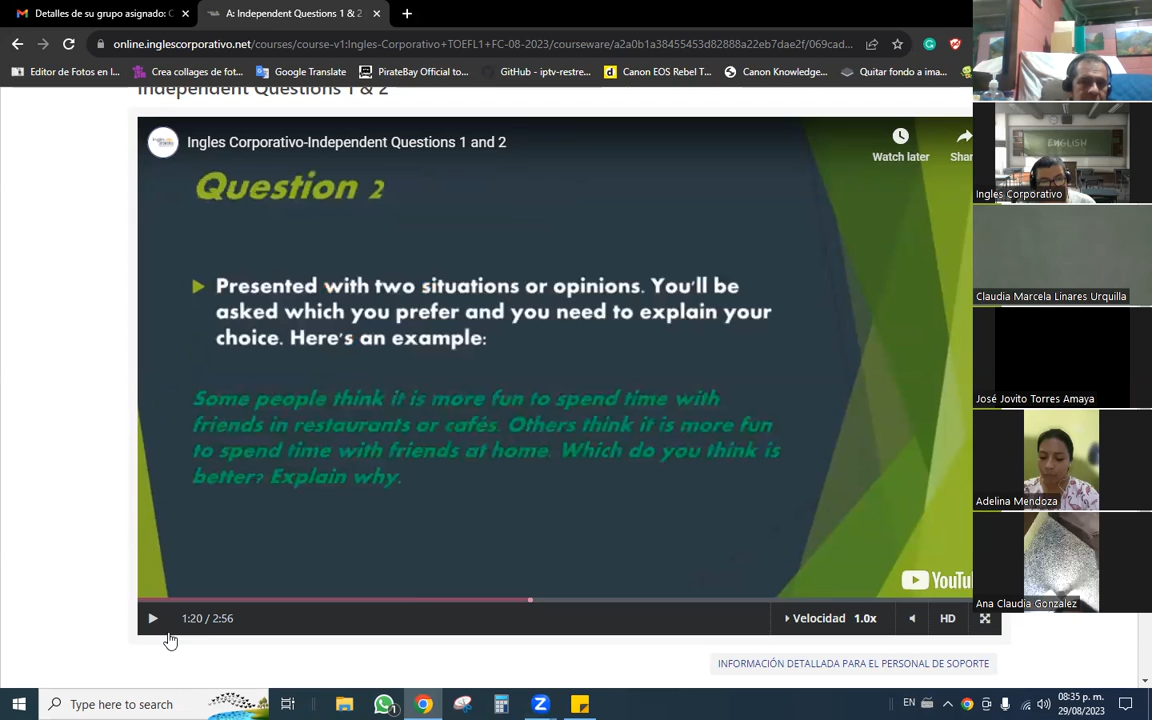 Detalles de su grupo asignado: C
A: Independent Questions 1 & 2
online.inglescorporativo.net/courses/course-v1:Ingles-Corporativo+TOEFL1+FC-08-2023/courseware/a2a0b1a38455453d82888a22eb7dae2f/069cad...
Editor de Fotos en l...
Crea collages de fot...
Google Translate
PirateBay Official to...
GitHub - iptv-restre...
Canon EOS Rebel T...
Canon Knowledge...
Quitar fondo a ima...
Independent Questions 1 & 2
Ingles Corporativo-Independent Questions 1 and 2
Watch later
Shar
Question 2
Presented with two situations or opinions. You'll be
asked which you prefer and you need to explain your
choice. Here's an example:
Some people think it is more fun to spend time with
friends in restaurants or cafés. Others think it is more fun
to spend time with friends at home. Which do you think is
better? Explain why.
YouTu
1:20 / 2:56
Velocidad 1.0x
HD
INFORMACIÓN DETALLADA PARA EL PERSONAL DE SOPORTE
ENGLISH
Ingles Corporativo
Claudia Marcela Linares Urquilla
José Jovito Torres Amaya
Adelina Mendoza
Ana Claudia Gonzalez
Type here to search
1
EN
08:35 p. m.
29/08/2023